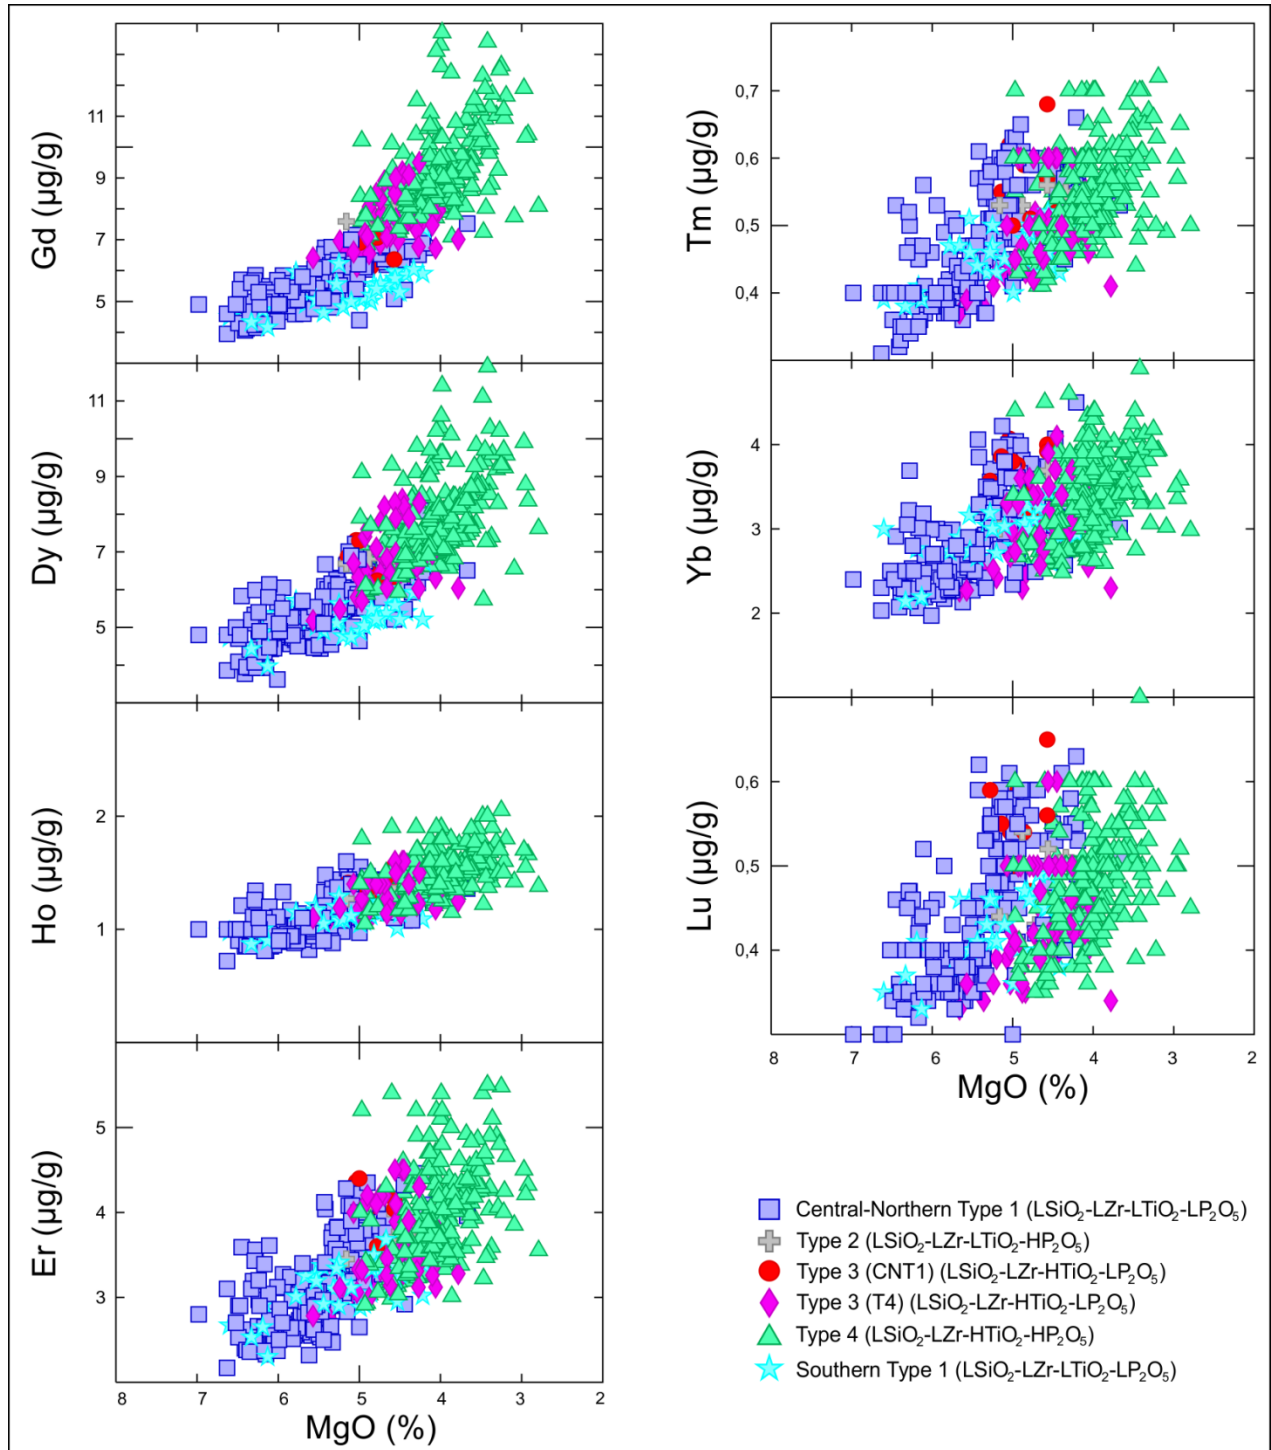 Gd (µg/g)
11
9
7
5
Dy (µg/g)
11
9
7
5
Ho (µg/g)
2
1
Er (µg/g)
5
4
3
8 7 6 5 4 3 2
MgO (%)
Tm (µg/g)
0,7
0,6
0,5
0,4
Yb (µg/g)
4
3
2
Lu (µg/g)
0,6
0,5
0,4
8 7 6 5 4 3 2
MgO (%)
Central-Northern Type 1 (LSiO₂-LZr-LTiO₂-LP₂O₅)
Type 2 (LSiO₂-LZr-LTiO₂-HP₂O₅)
Type 3 (CNT1) (LSiO₂-LZr-HTiO₂-LP₂O₅)
Type 3 (T4) (LSiO₂-LZr-HTiO₂-LP₂O₅)
Type 4 (LSiO₂-LZr-HTiO₂-HP₂O₅)
Southern Type 1 (LSiO₂-LZr-LTiO₂-LP₂O₅)